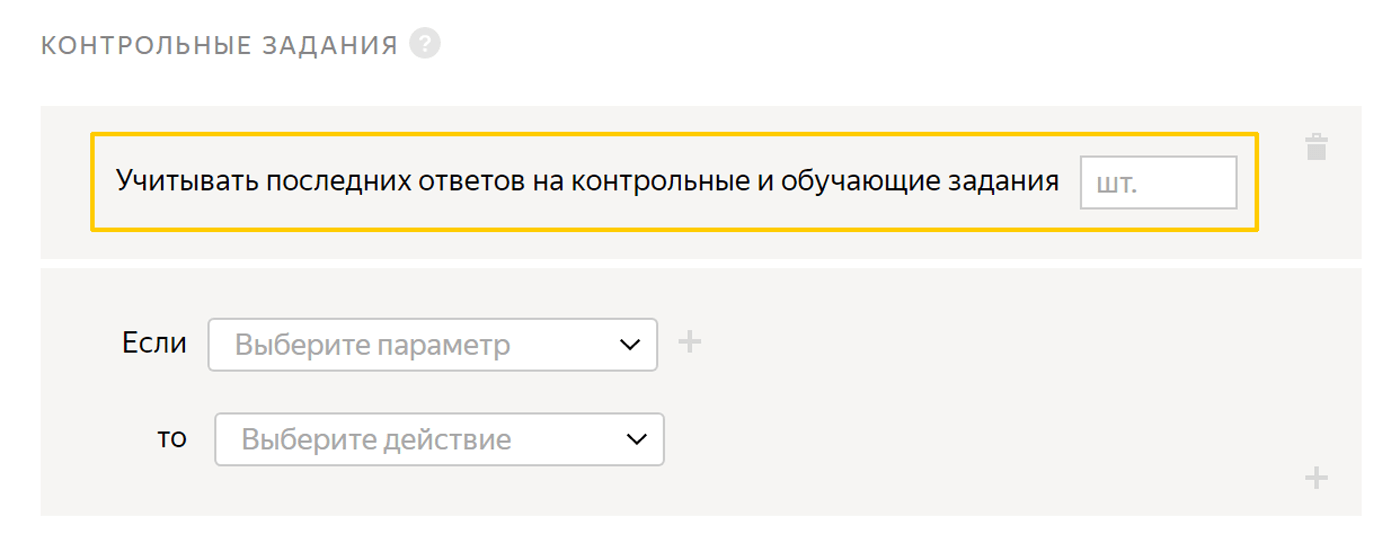 КОНТРОЛЬНЫЕ ЗАДАНИЯ ?
Учитывать последних ответов на контрольные и обучающие задания шт.
Если Выберите параметр
то Выберите действие